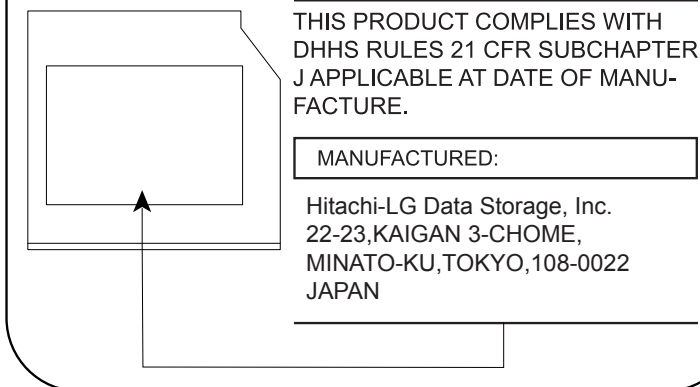 THIS PRODUCT COMPLIES WITH
DHHS RULES 21 CFR SUBCHAPTER
J APPLICABLE AT DATE OF MANU-
FACTURE.
MANUFACTURED:
Hitachi-LG Data Storage, Inc.
22-23,KAIGAN 3-CHOME,
MINATO-KU,TOKYO,108-0022
JAPAN